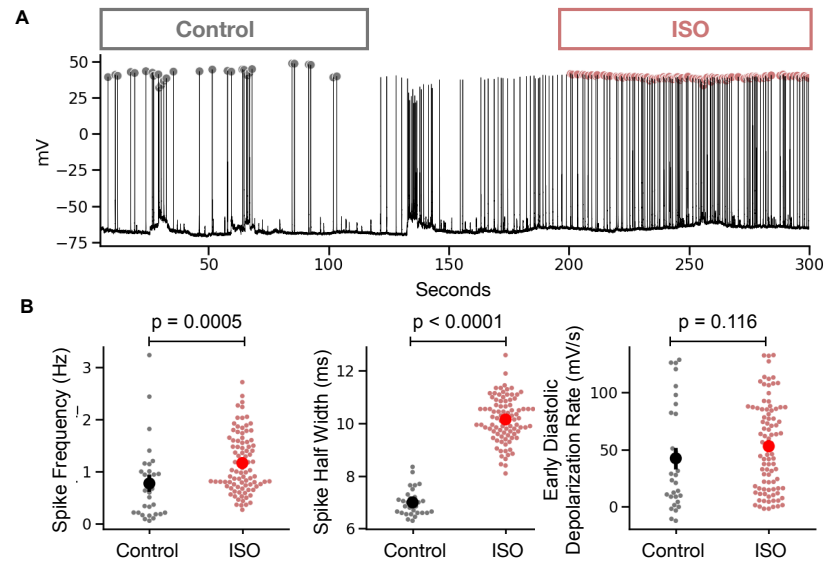 A
Control
ISO
50
25
0
−25
−50
−75
mV
50
100
150
200
250
300
Seconds
B
p = 0.0005
p < 0.0001
p = 0.116
Spike Frequency (Hz)
3
2
1
0
Control
ISO
Spike Half Width (ms)
12
10
8
6
Control
ISO
Early Diastolic
Depolarization Rate (mV/s)
100
50
0
Control
ISO